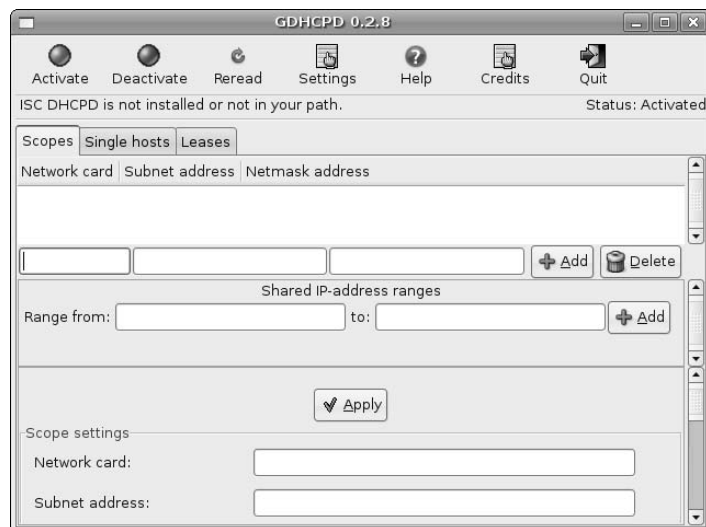 GDHCPD 0.2.8
Activate Deactivate Reread Settings Help Credits Quit
ISC DHCPD is not installed or not in your path. Status: Activated
Scopes Single hosts Leases
Network card Subnet address Netmask address
Add Delete
Shared IP-address ranges
Range from: to: Add
Apply
Scope settings
Network card:
Subnet address: